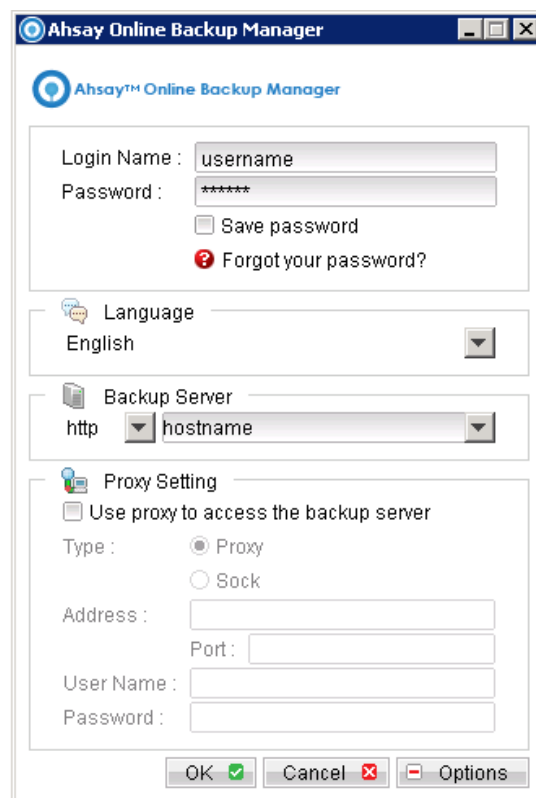 Ahsay Online Backup Manager
Ahsay™ Online Backup Manager
Login Name : username
Password : ******
Save password
Forgot your password?
Language
English
Backup Server
http hostname
Proxy Setting
Use proxy to access the backup server
Type : Proxy
Sock
Address :
Port :
User Name :
Password :
OK Cancel Options